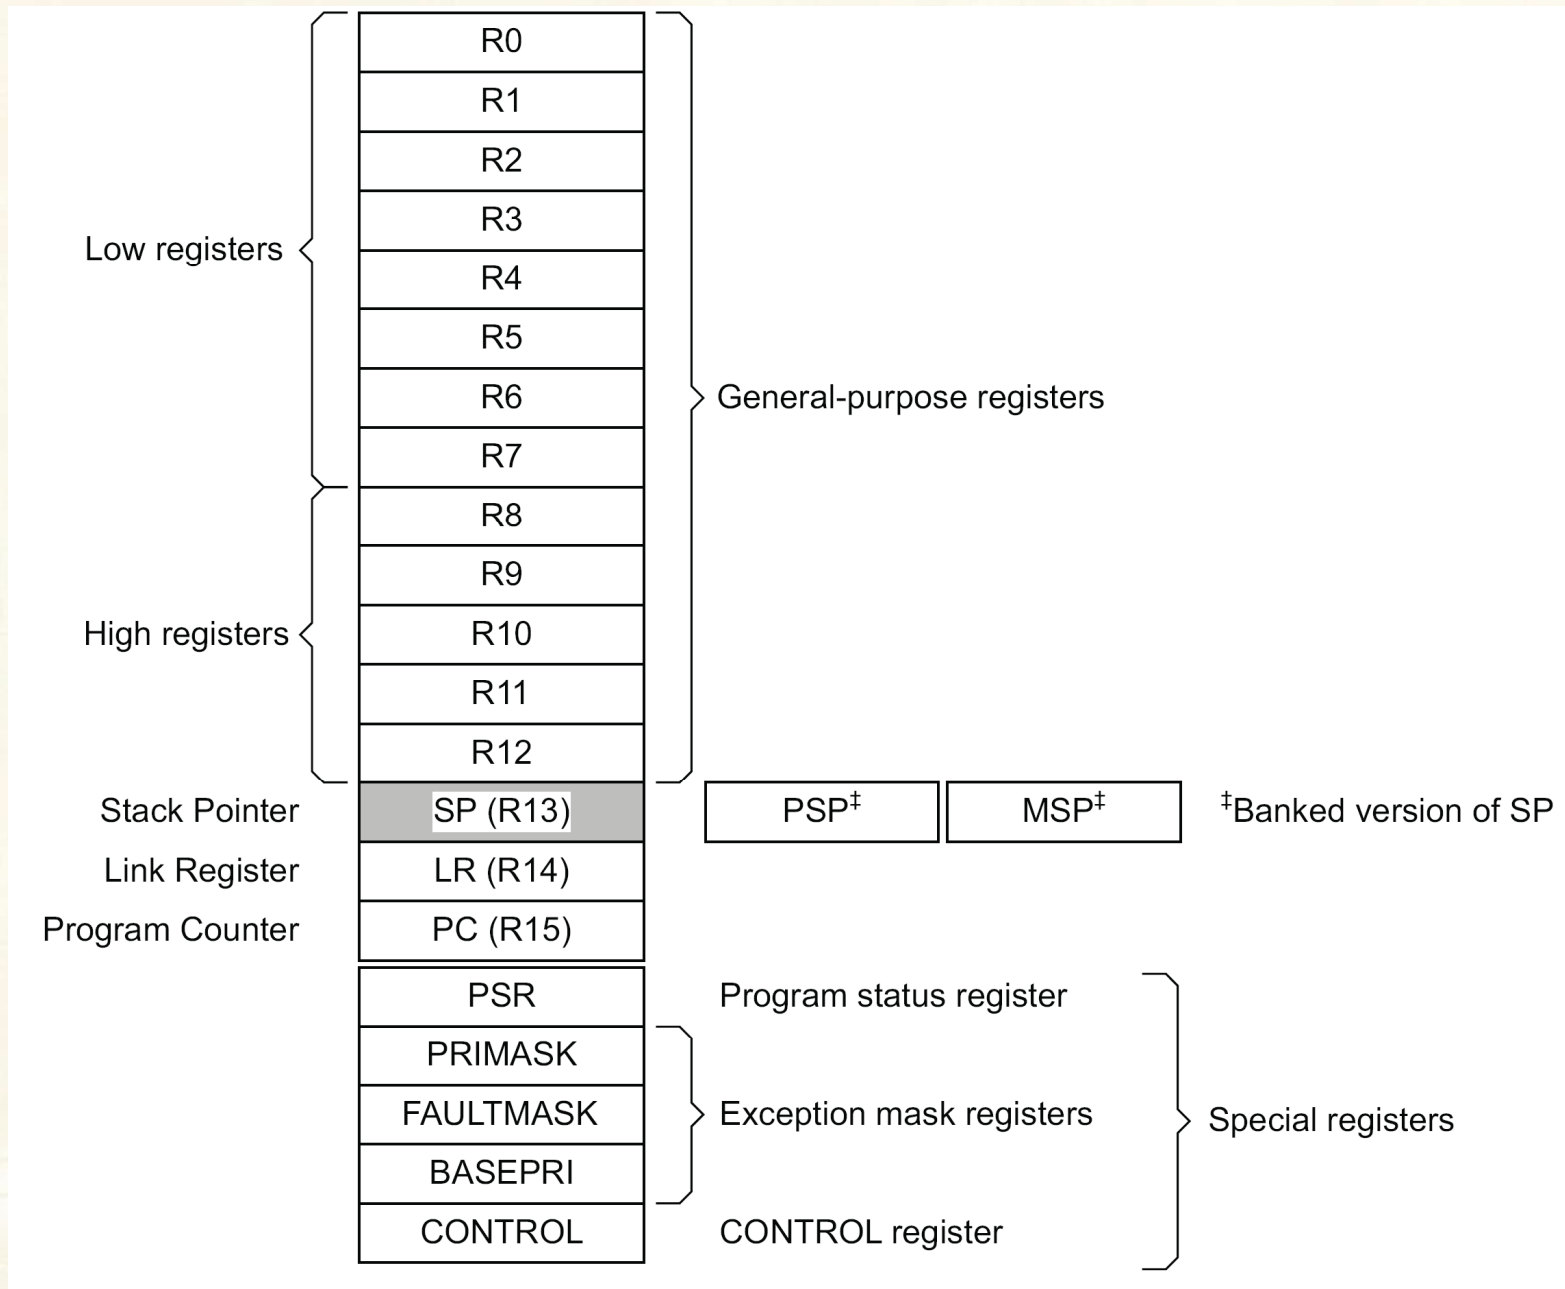 R0
R1
R2
R3
Low registers
R4
R5
R6
General-purpose registers
R7
R8
R9
High registers
R10
R11
R12
Stack Pointer SP (R13) PSP‡ MSP‡ ‡Banked version of SP
Link Register LR (R14)
Program Counter PC (R15)
PSR Program status register
PRIMASK
FAULTMASK Exception mask registers Special registers
BASEPRI
CONTROL CONTROL register